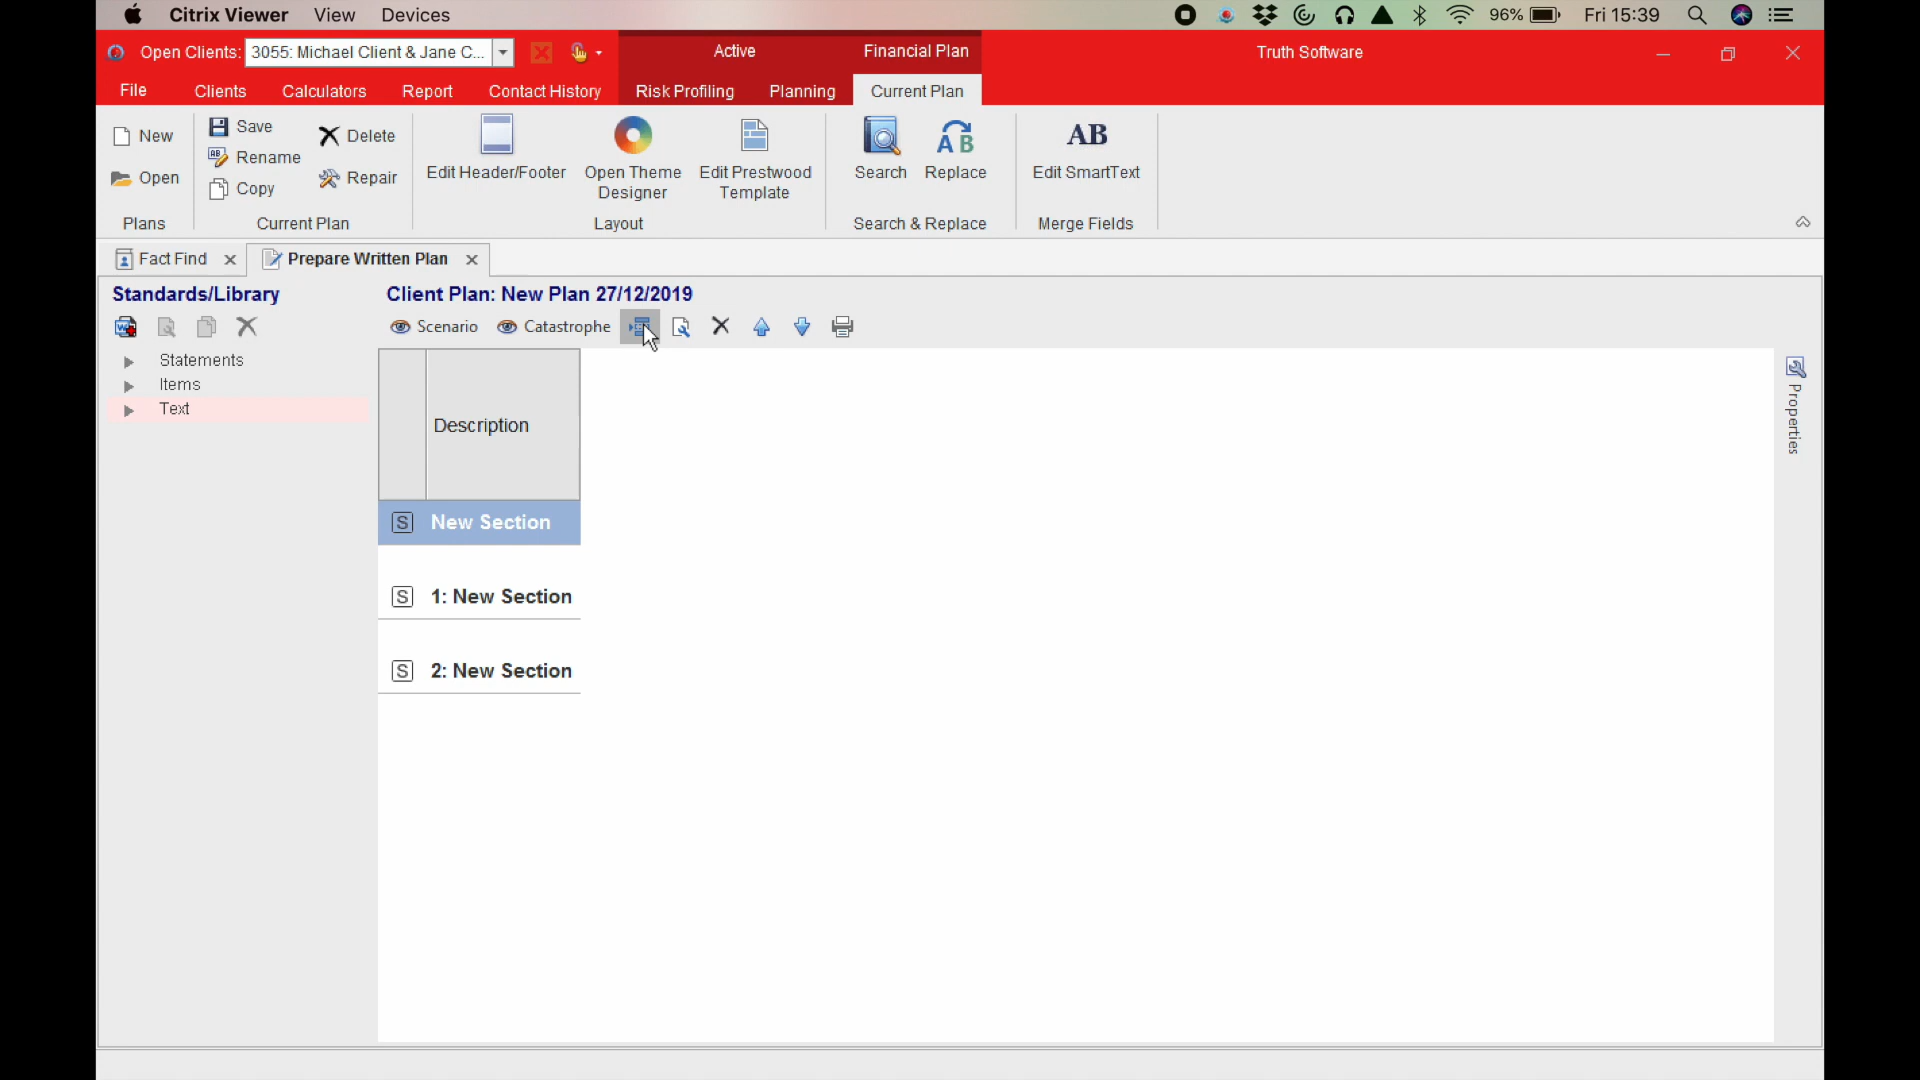 Citrix Viewer View Devices 96% Fri 15:39
Open Clients: 3055: Michael Client & Jane C... Active Financial Plan Truth Software
File Clients Calculators Report Contact History Risk Profiling Planning Current Plan
New Save Delete AB
Rename
Open Copy Repair Edit Header/Footer Open Theme Designer Edit Prestwood Template Search Replace Edit SmartText
Plans Current Plan Layout Search & Replace Merge Fields
Fact Find Prepare Written Plan
Standards/Library Client Plan: New Plan 27/12/2019
Scenario Catastrophe
Statements
Items
Text
Properties
Description
S New Section
S 1: New Section
S 2: New Section